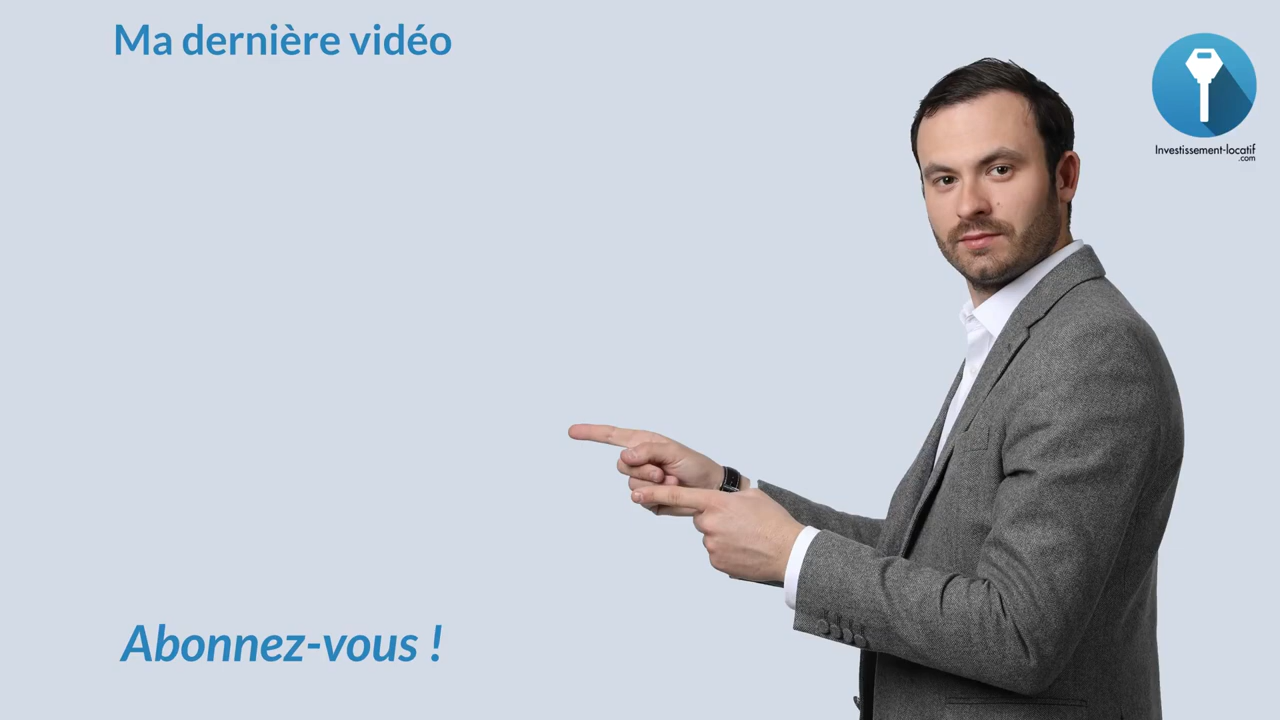 Ma dernière vidéo
Investissement-locatif
.com
Abonnez-vous !